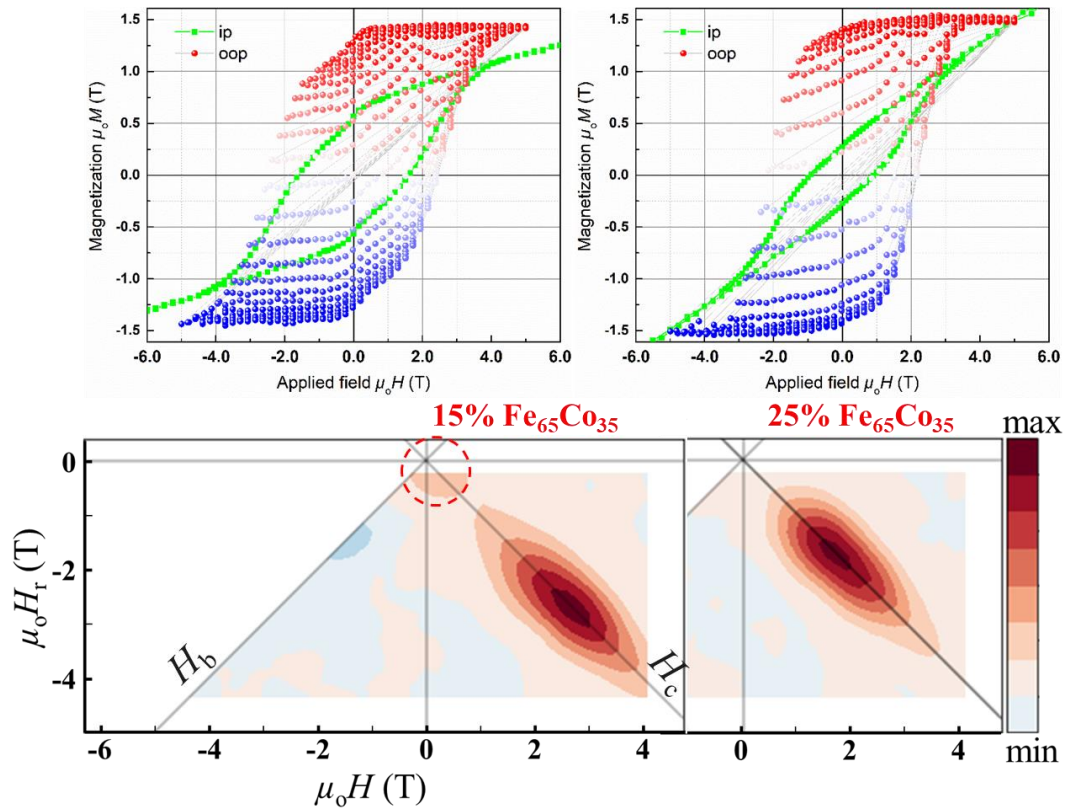 ip
oop
Magnetization μₒM (T)
1.5
1.0
0.5
0.0
-0.5
-1.0
-1.5
-6.0 -4.0 -2.0 0.0 2.0 4.0 6.0
Applied field μₒH (T)
ip
oop
Magnetization μₒM (T)
1.5
1.0
0.5
0.0
-0.5
-1.0
-1.5
-6.0 -4.0 -2.0 0.0 2.0 4.0 6.0
Applied field μₒH (T)
15% Fe₆₅Co₃₅
25% Fe₆₅Co₃₅
max
min
μₒHᵣ (T)
0
-2
-4
H_b
H_c
-6 -4 -2 0 2 4
0 2 4
μₒH (T)